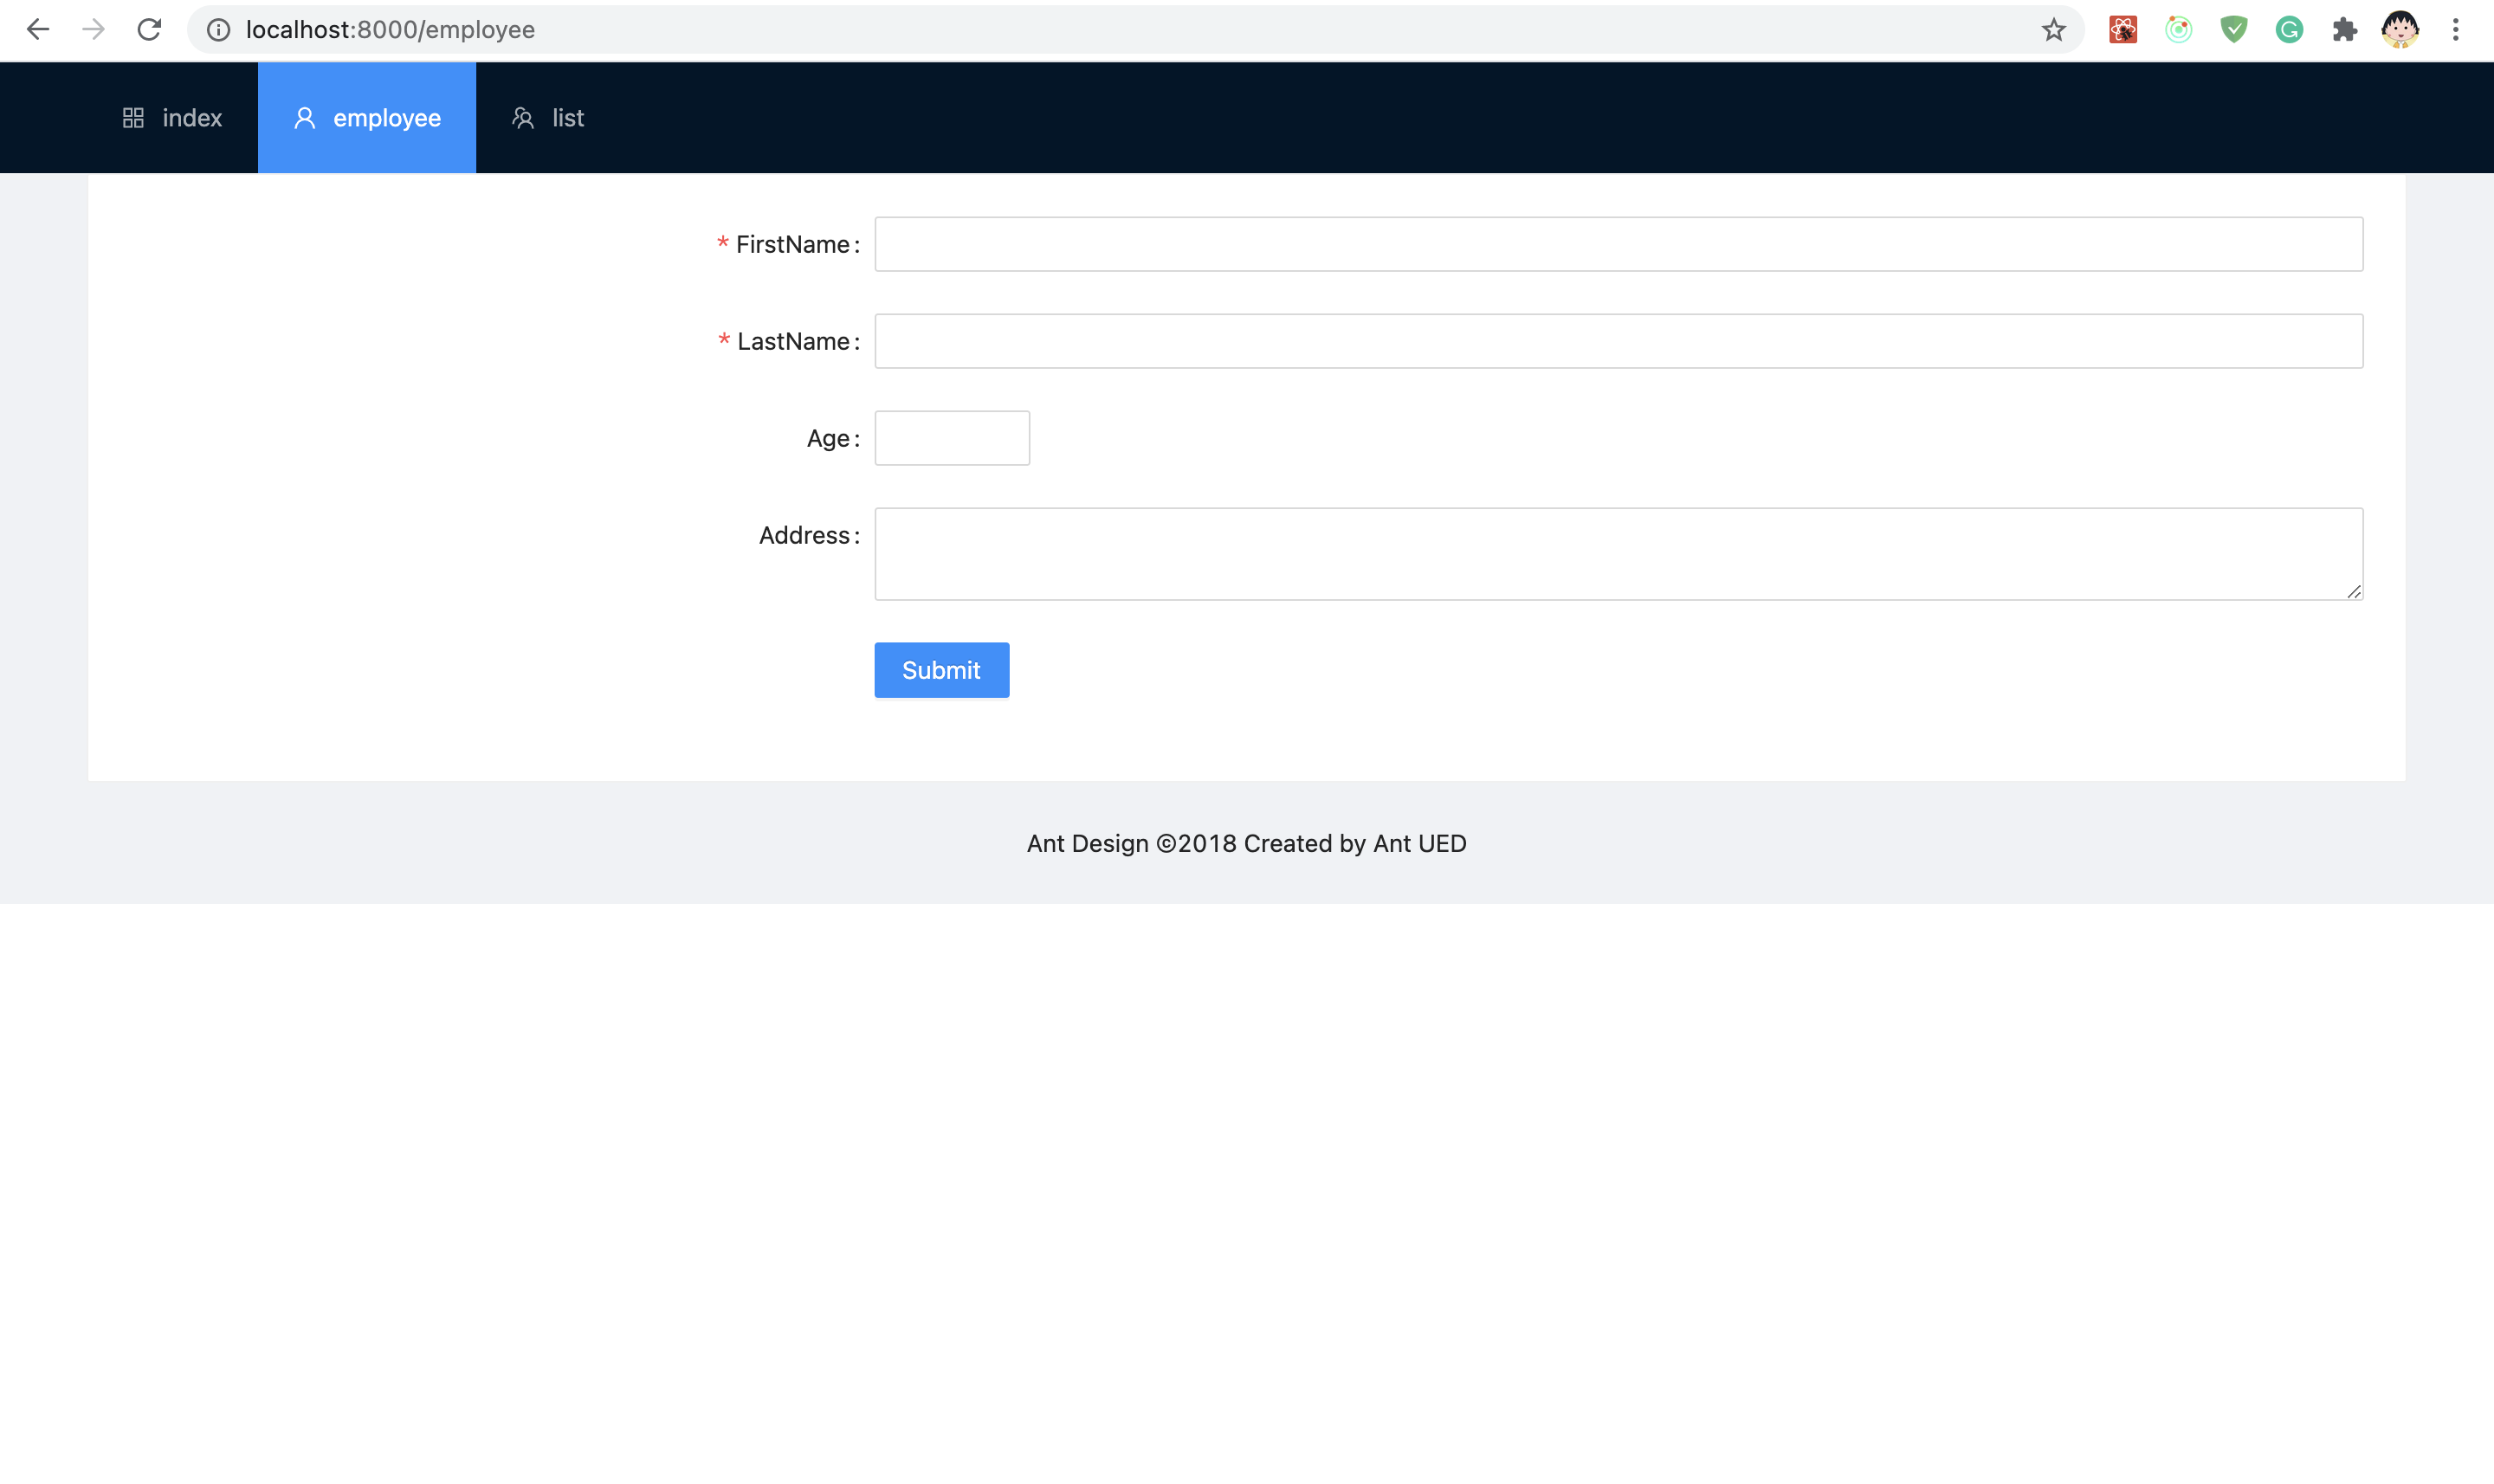 localhost:8000/employee
index
employee
list
* FirstName:
* LastName:
Age:
Address:
Submit
Ant Design ©2018 Created by Ant UED